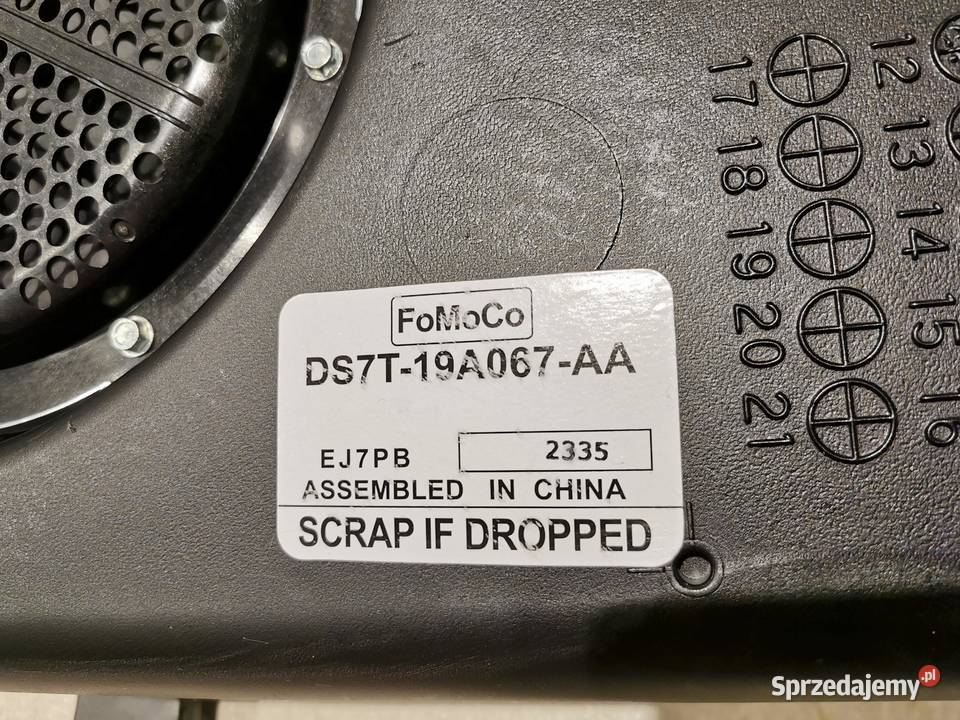 FoMoCo
DS7T-19A067-AA
EJ7PB 2335
ASSEMBLED IN CHINA
SCRAP IF DROPPED
12 13 14 15 16
17 18 19 20 21
Sprzedajemy.pl